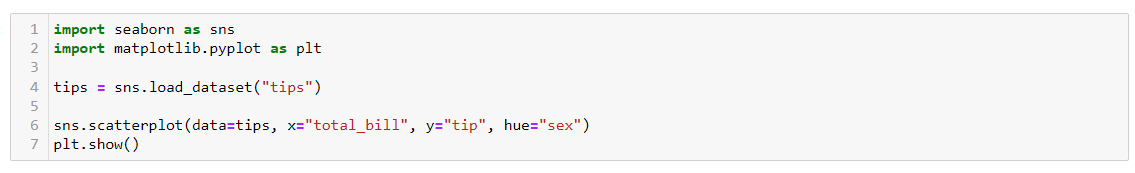 1 import seaborn as sns
2 import matplotlib.pyplot as plt
3
4 tips = sns.load_dataset("tips")
5
6 sns.scatterplot(data=tips, x="total_bill", y="tip", hue="sex")
7 plt.show()